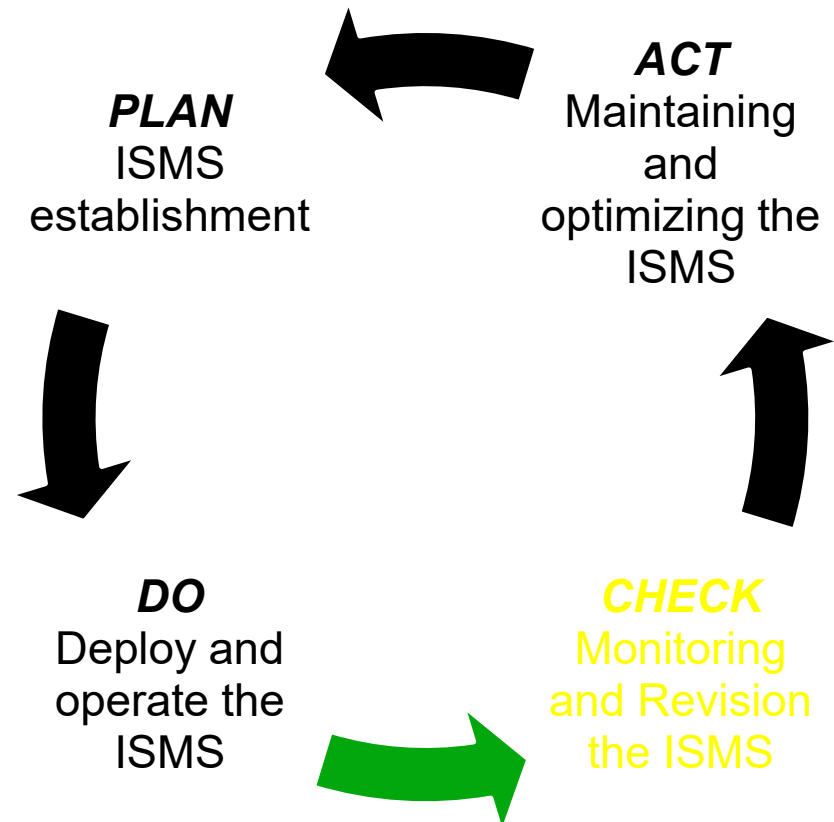 PLAN
ISMS
establishment
ACT
Maintaining
and
optimizing the
ISMS
DO
Deploy and
operate the
ISMS
CHECK
Monitoring
and Revision
the ISMS